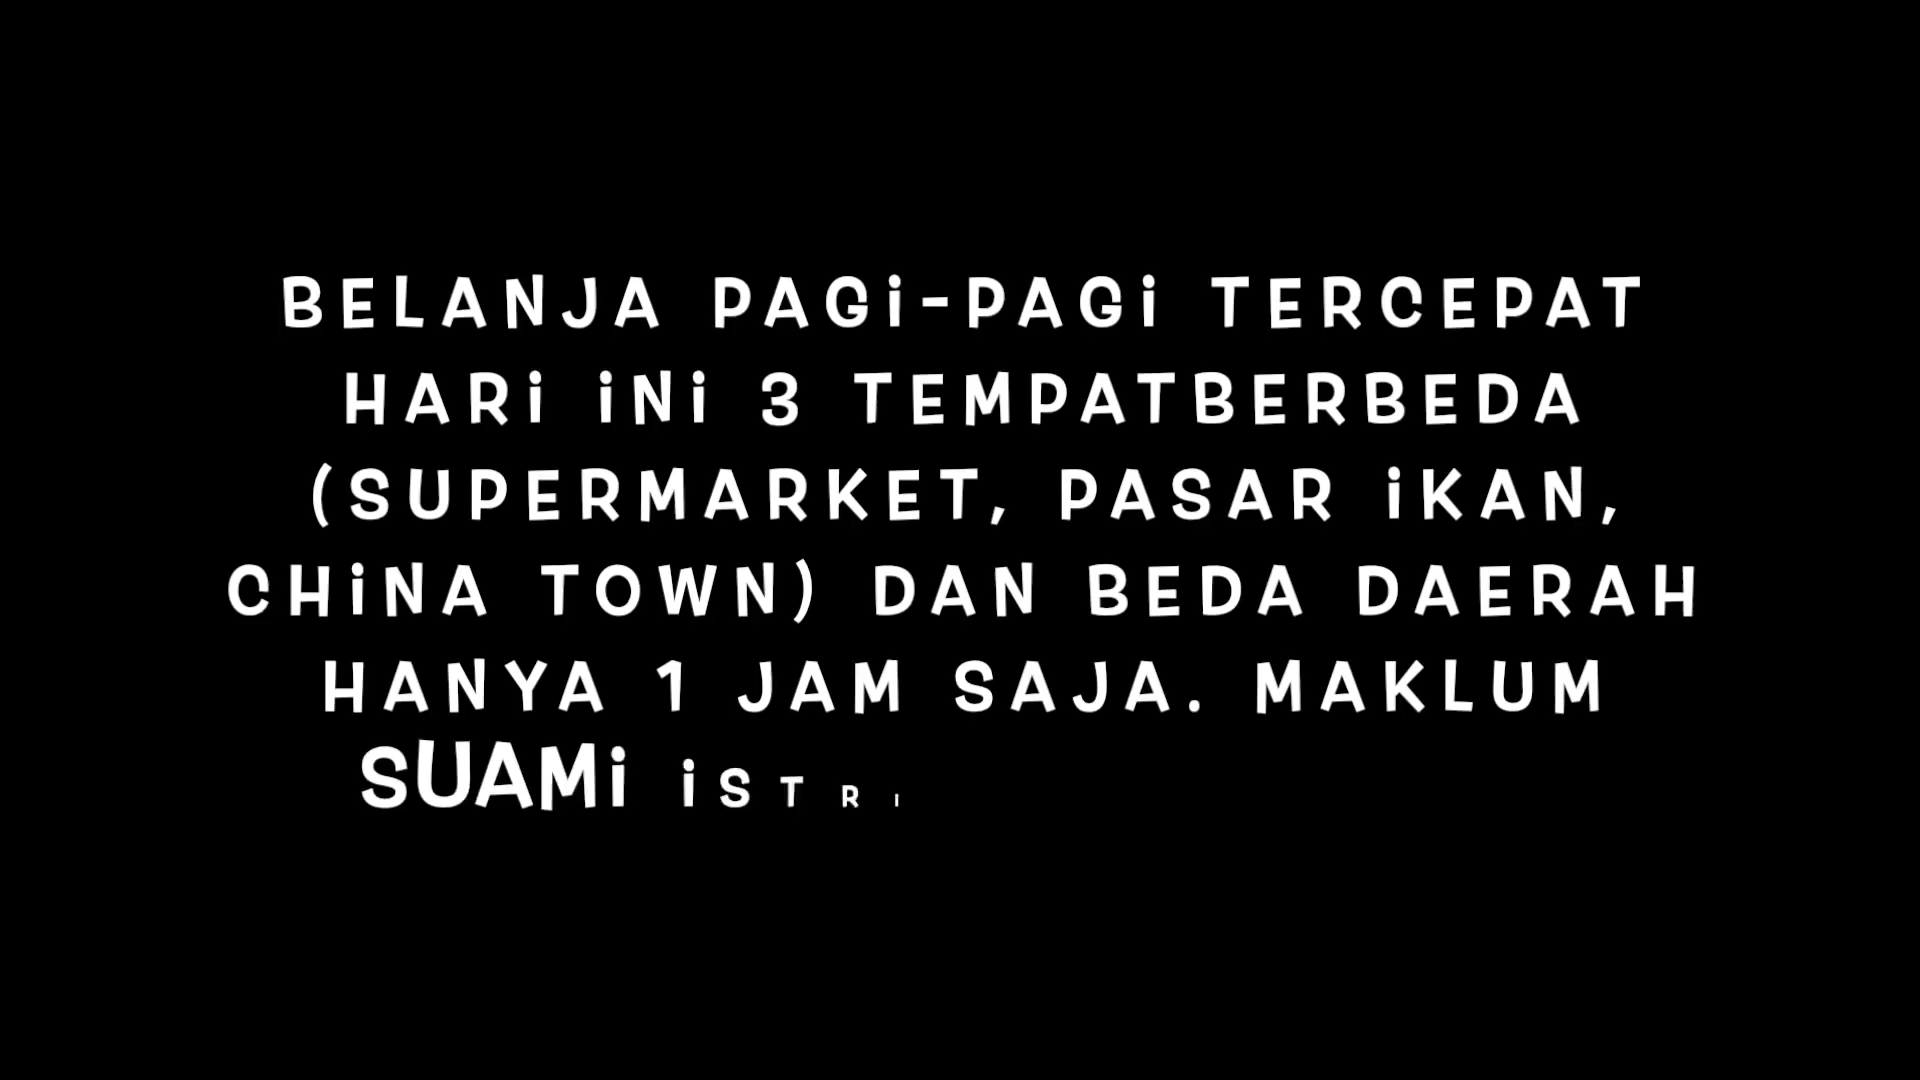 BELANJA PAGi-PAGi TERCEPAT
HARi iNi 3 TEMPATBERBEDA
(SUPERMARKET, PASAR iKAN,
CHiNA TOWN) DAN BEDA DAERAH
HANYA 1 JAM SAJA. MAKLUM
SUAMi iSTRi